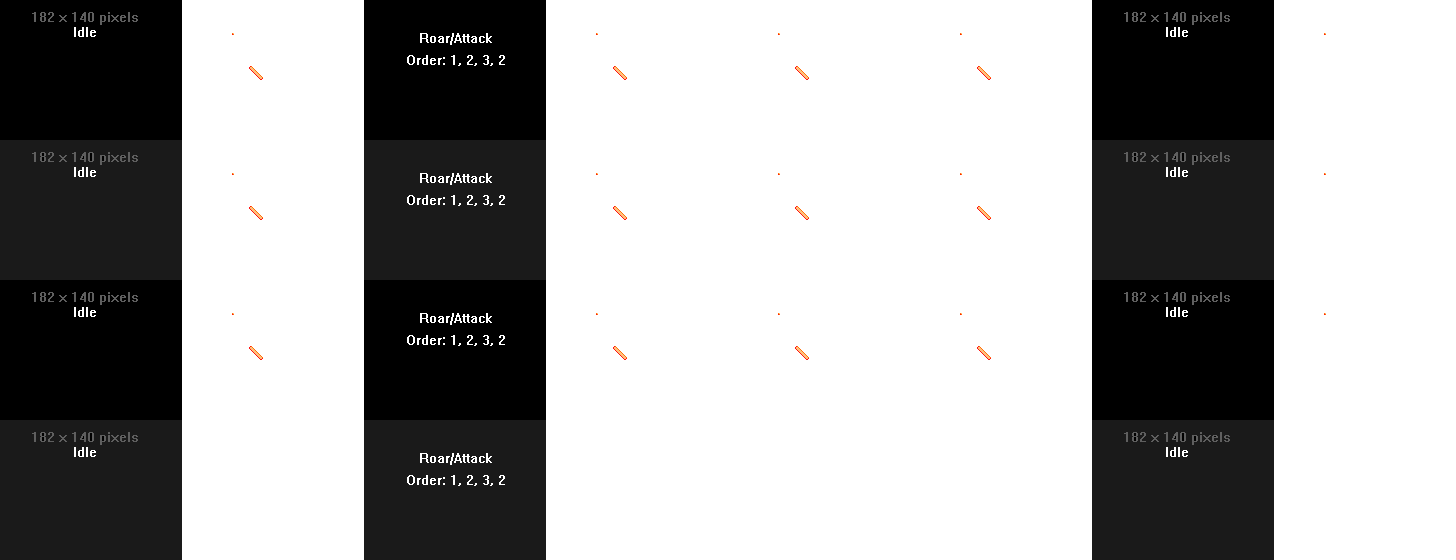 182 x 140 pixels
Idle
Roar/Attack
Order: 1, 2, 3, 2
182 x 140 pixels
Idle
182 x 140 pixels
Idle
Roar/Attack
Order: 1, 2, 3, 2
182 x 140 pixels
Idle
182 x 140 pixels
Idle
Roar/Attack
Order: 1, 2, 3, 2
182 x 140 pixels
Idle
182 x 140 pixels
Idle
Roar/Attack
Order: 1, 2, 3, 2
182 x 140 pixels
Idle